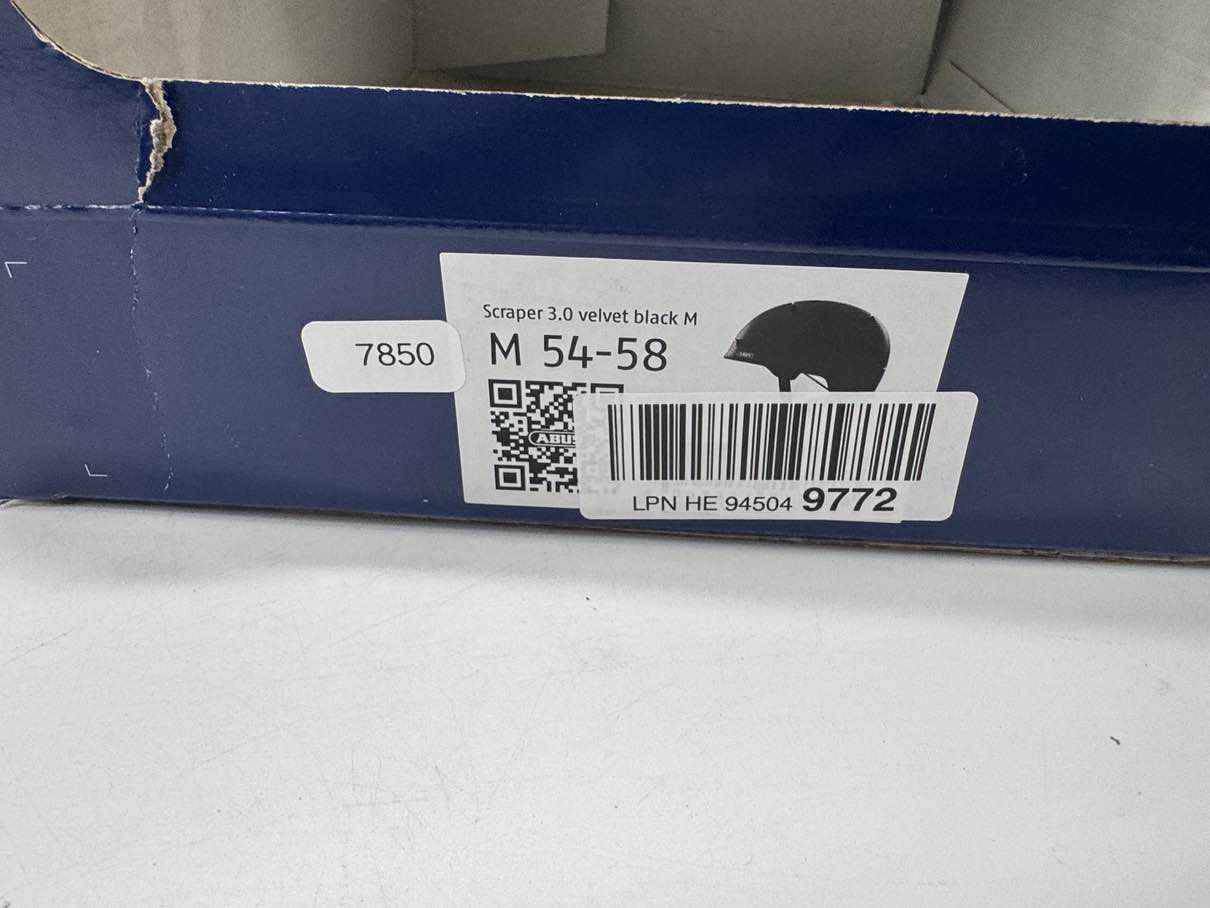 Scraper 3.0 velvet black M
M 54-58
7850
ABUS
LPN HE 94504 9772